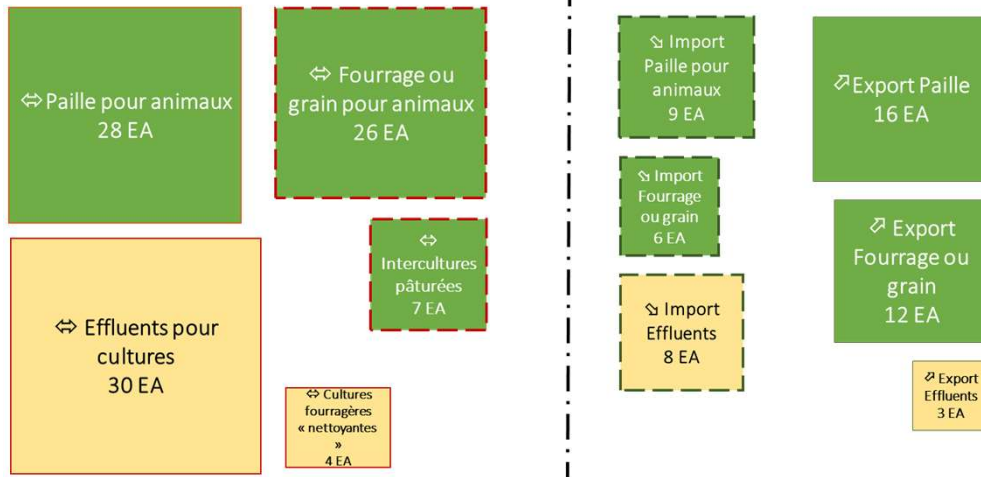 ⬄ Paille pour animaux
28 EA
⬄ Fourrage ou
grain pour animaux
26 EA
⬄
Intercultures
pâturées
7 EA
⬄ Effluents pour
cultures
30 EA
⬄ Cultures
fourragères
« nettoyantes
»
4 EA
⬂ Import
Paille pour
animaux
9 EA
⬂ Import
Fourrage
ou grain
6 EA
⬂ Import
Effluents
8 EA
⬀Export Paille
16 EA
⬀ Export
Fourrage ou
grain
12 EA
⬀ Export
Effluents
3 EA